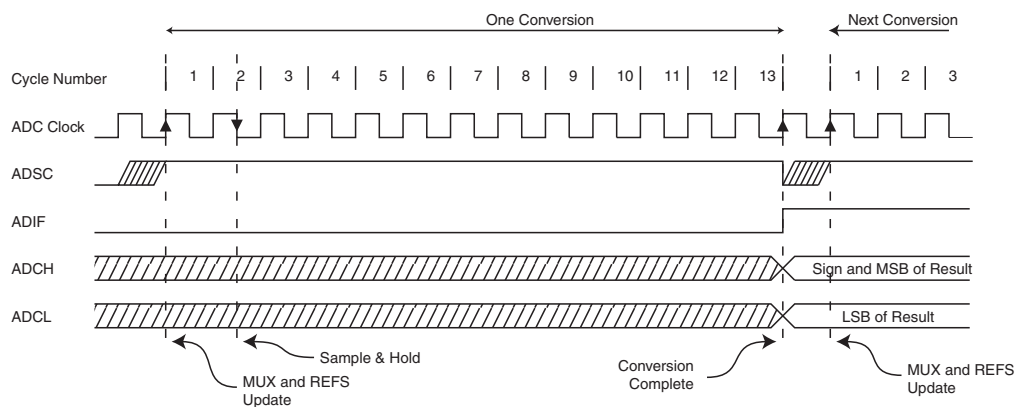 One Conversion
Next Conversion
Cycle Number 1 2 3 4 5 6 7 8 9 10 11 12 13 1 2 3
ADC Clock
ADSC
ADIF
ADCH
Sign and MSB of Result
ADCL
LSB of Result
Sample & Hold
MUX and REFS
Update
Conversion
Complete
MUX and REFS
Update